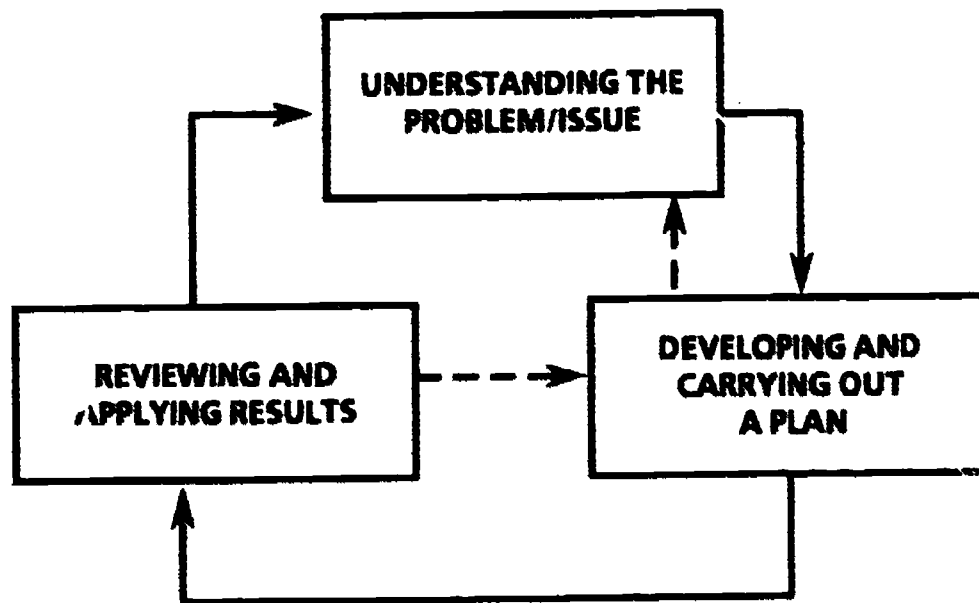 UNDERSTANDING THE
PROBLEM/ISSUE
REVIEWING AND
APPLYING RESULTS
DEVELOPING AND
CARRYING OUT
A PLAN